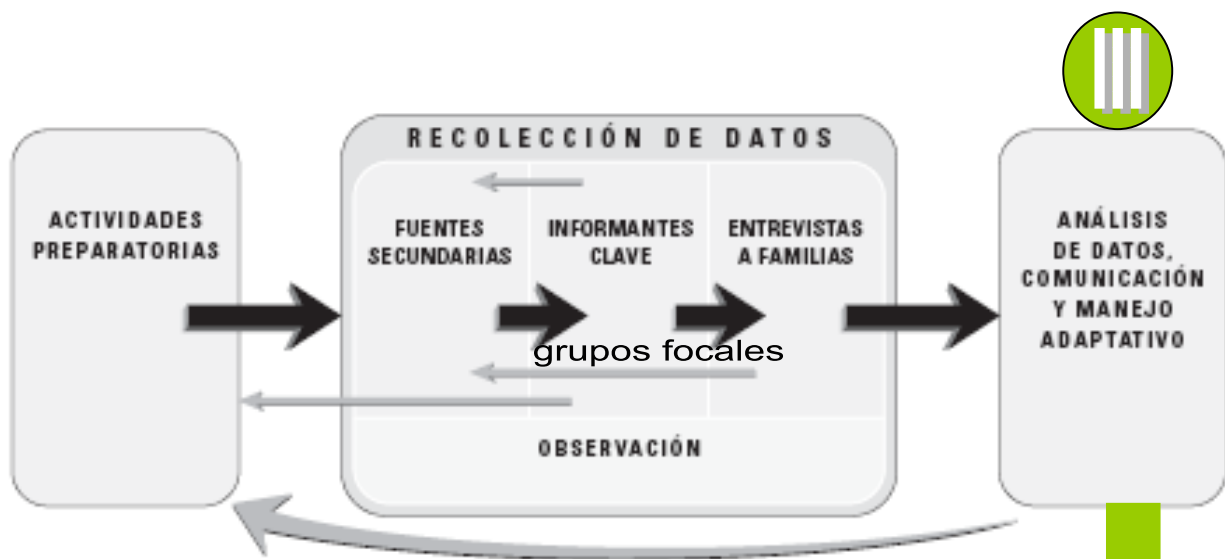 RECOLECCIÓN DE DATOS
ACTIVIDADES
PREPARATORIAS
FUENTES
SECUNDARIAS
INFORMANTES
CLAVE
ENTREVISTAS
A FAMILIAS
grupos focales
OBSERVACIÓN
ANÁLISIS
DE DATOS,
COMUNICACIÓN
Y MANEJO
ADAPTATIVO